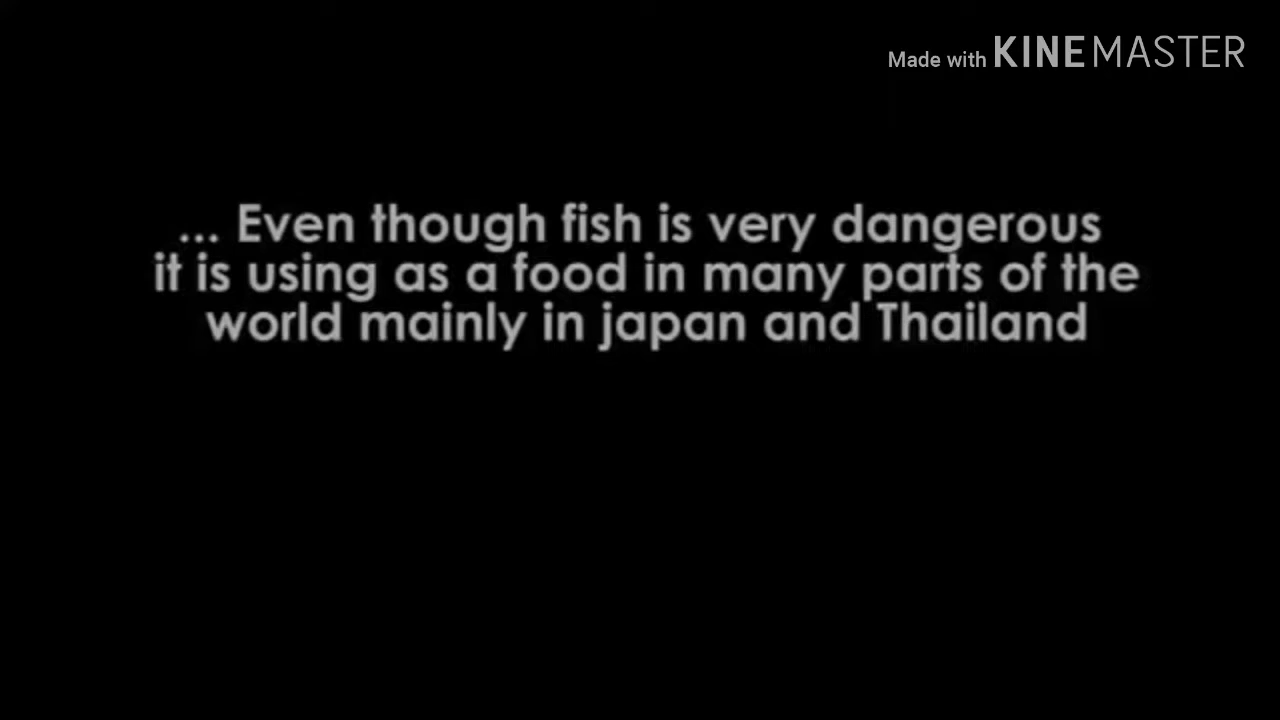 Made with KINEMASTER
... Even though fish is very dangerous
it is using as a food in many parts of the
world mainly in japan and Thailand